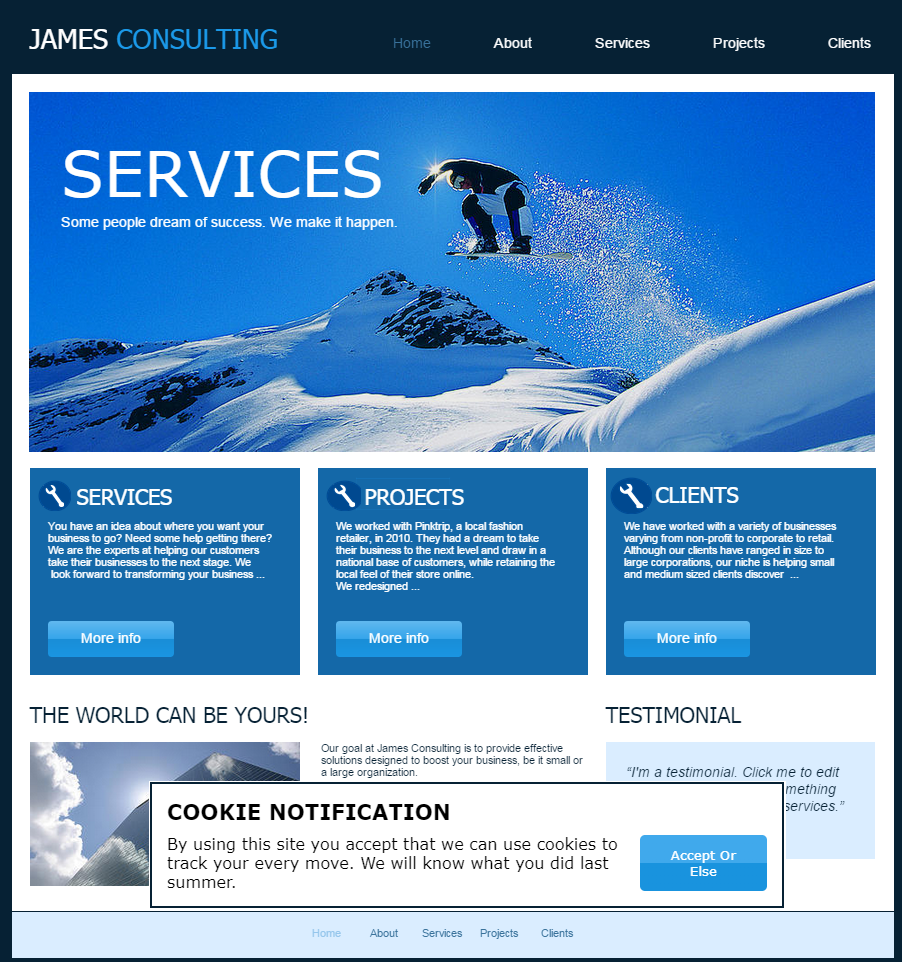 JAMES CONSULTING
Home About Services Projects Clients
SERVICES
Some people dream of success. We make it happen.
SERVICES
You have an idea about where you want your
business to go? Need some help getting there?
We are the experts at helping our customers
take their businesses to the next stage. We
look forward to transforming your business ...
More info
PROJECTS
We worked with Pinktrip, a local fashion
retailer, in 2010. They had a dream to take
their business to the next level and draw in a
national base of customers, while retaining the
local feel of their store online.
We redesigned ...
More info
CLIENTS
We have worked with a variety of businesses
varying from non-profit to corporate to retail.
Although our clients have ranged in size to
large corporations, our niche is helping small
and medium sized clients discover ...
More info
THE WORLD CAN BE YOURS!
Our goal at James Consulting is to provide effective
solutions designed to boost your business, be it small or
a large organization.
TESTIMONIAL
“I'm a testimonial. Click me to edit
mething
services.”
COOKIE NOTIFICATION
By using this site you accept that we can use cookies to
track your every move. We will know what you did last
summer.
Accept Or
Else
Home About Services Projects Clients